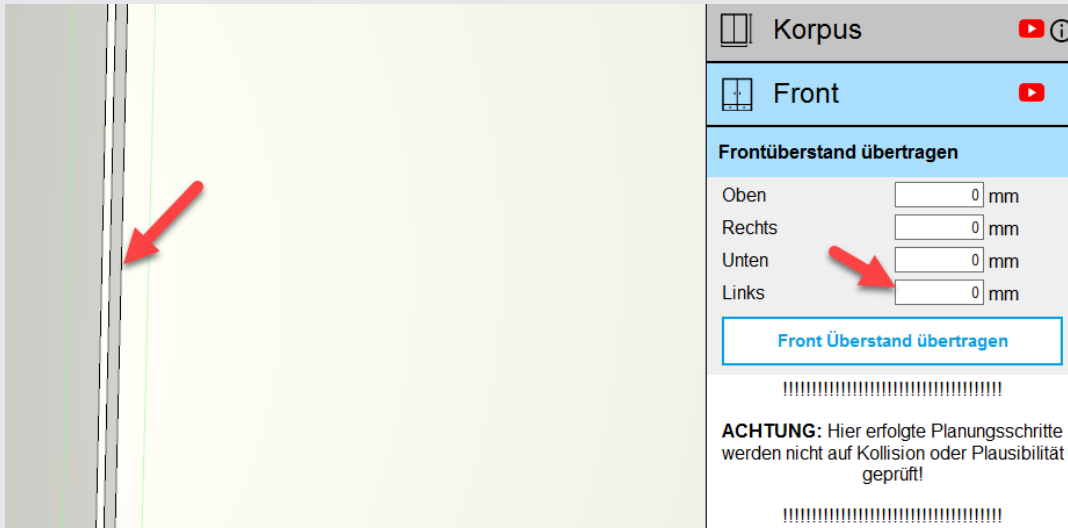 Korpus
Front
Frontüberstand übertragen
Oben 0 mm
Rechts 0 mm
Unten 0 mm
Links 0 mm
Front Überstand übertragen
!!!!!!!!!!!!!!!!!!!!!!!!!!!!!!!!!!!!!!
ACHTUNG: Hier erfolgte Planungsschritte
werden nicht auf Kollision oder Plausibilität
geprüft!
!!!!!!!!!!!!!!!!!!!!!!!!!!!!!!!!!!!!!!